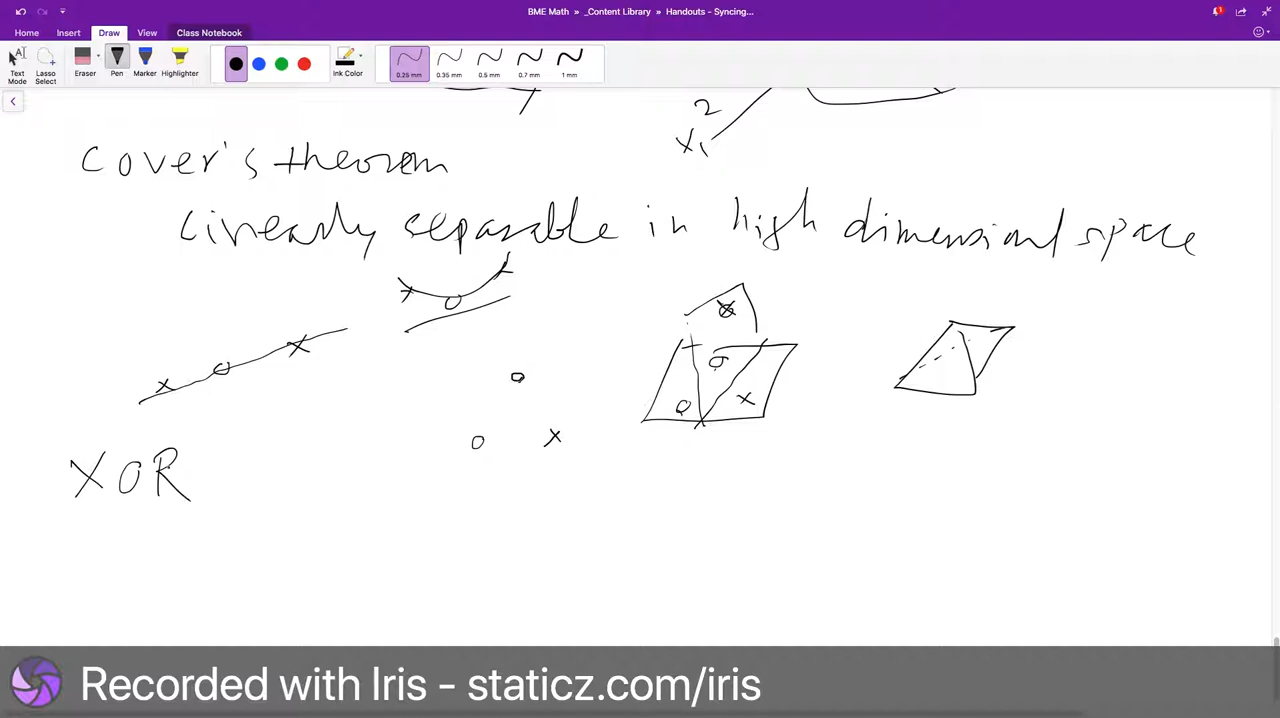 BME Math » _Content Library » Handouts - Syncing...
1
Home Insert Draw View Class Notebook
Text Mode Lasso Select Eraser Pen Marker Highlighter Ink Color 0.25 mm 0.35 mm 0.5 mm 0.7 mm 1 mm
2
x1
Cover's theorem
Linearly separable in high dimensional space
x o x
x o x
o
o x
x
o
o x
XOR
Recorded with Iris - staticz.com/iris